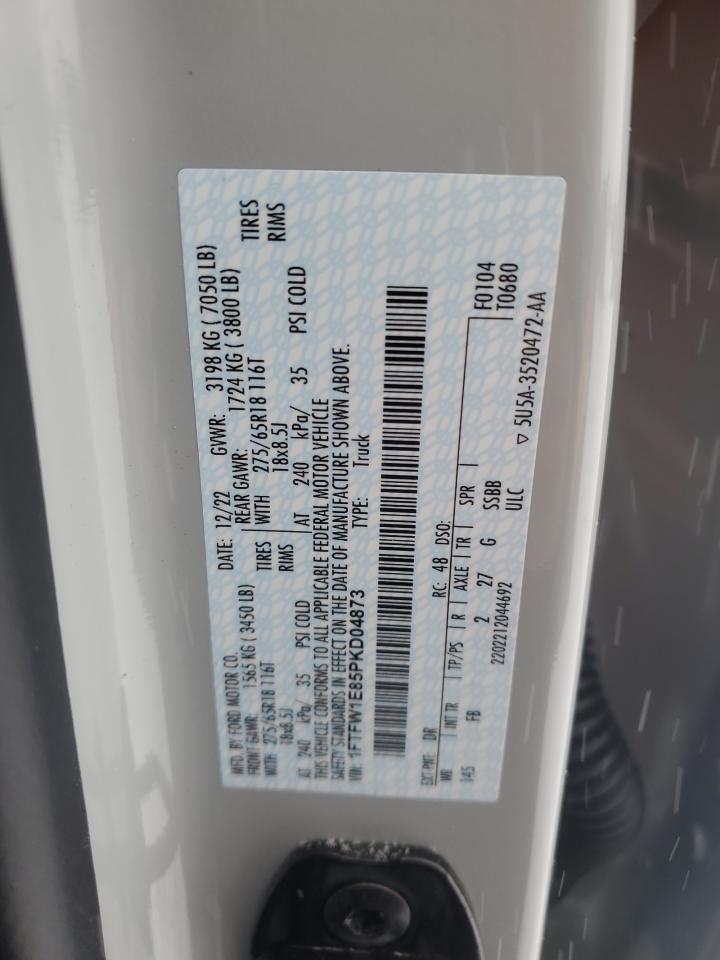 MFD. BY FORD MOTOR CO. DATE: 12/22 GVWR: 3198 KG ( 7050 LB)
FRONT GAWR: 1565 KG ( 3450 LB) REAR GAWR: 1724 KG ( 3800 LB)
WITH 275/65R18 116T TIRES WITH 275/65R18 116T TIRES
18x8.5J RIMS 18x8.5J RIMS
AT 240 kPa/ 35 PSI COLD AT 240 kPa/ 35 PSI COLD
THIS VEHICLE CONFORMS TO ALL APPLICABLE FEDERAL MOTOR VEHICLE
SAFETY STANDARDS IN EFFECT ON THE DATE OF MANUFACTURE SHOWN ABOVE.
VIN: 1FTFW1E85PKD04873 TYPE: Truck
EXT PNT: DR RC: 48 DSO: F0104
WB INT TR TP/PS R AXLE TR SPR T0680
145 FB 2 27 G SSBB
2202212044692 ULC ▽ 5U5A-3520472-AA